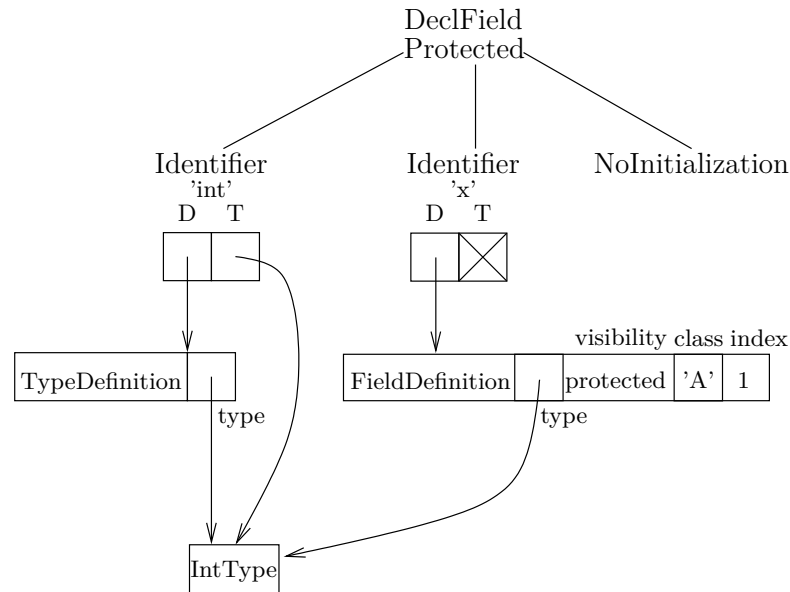 DeclField
Protected
Identifier
'int'
D T
Identifier
'x'
D T
NoInitialization
visibility class index
TypeDefinition
type
FieldDefinition
protected 'A' 1
type
IntType